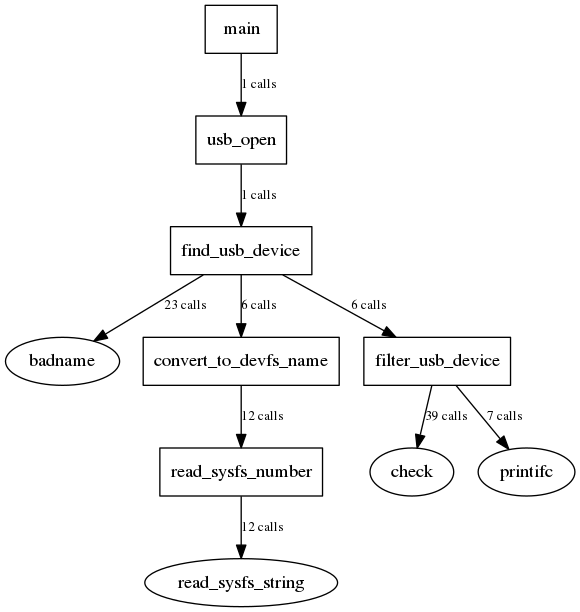 main
1 calls
usb_open
1 calls
find_usb_device
23 calls
6 calls
6 calls
badname
convert_to_devfs_name
filter_usb_device
12 calls
39 calls
7 calls
read_sysfs_number
check
printifc
12 calls
read_sysfs_string